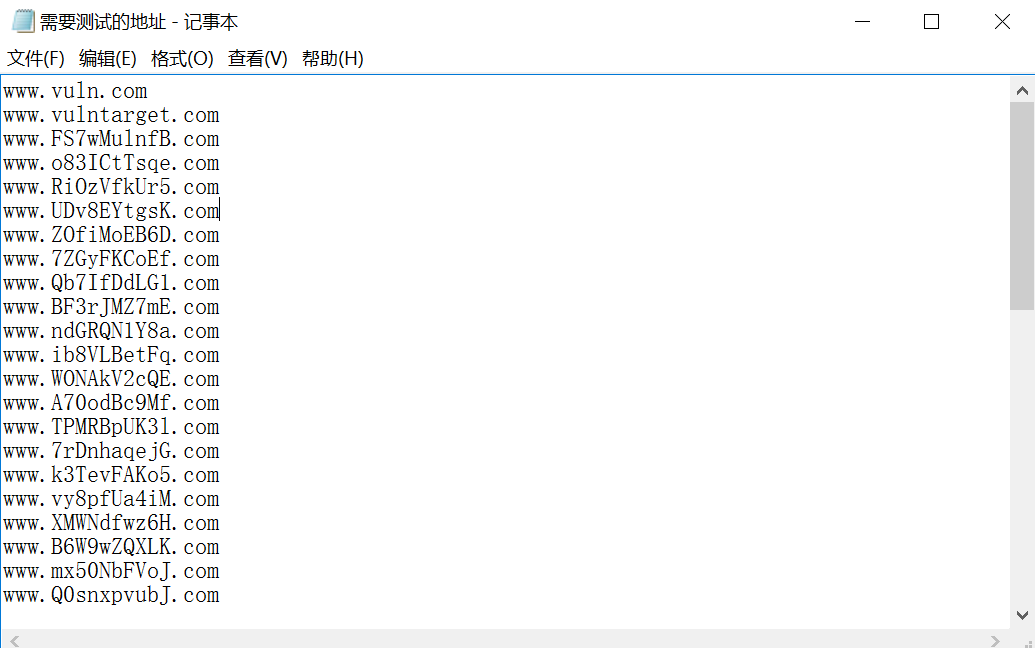 需要测试的地址 - 记事本
文件(F) 编辑(E) 格式(O) 查看(V) 帮助(H)
www.vuln.com
www.vulntarget.com
www.FS7wMulnfB.com
www.o83ICtTsqe.com
www.RiOzVfkUr5.com
www.UDv8EYtgsK.com
www.ZOfiMoEB6D.com
www.7ZGyFKCoEf.com
www.Qb7IfDdLGl.com
www.BF3rJMZ7mE.com
www.ndGRQN1Y8a.com
www.ib8VLBetFq.com
www.WONAkV2cQE.com
www.A7OodBc9Mf.com
www.TPMRBpUK3l.com
www.7rDnhaqejG.com
www.k3TevFAKo5.com
www.vy8pfUa4iM.com
www.XMWNdfwz6H.com
www.B6W9wZQXLK.com
www.mx50NbFVoJ.com
www.Q0snxpvubJ.com